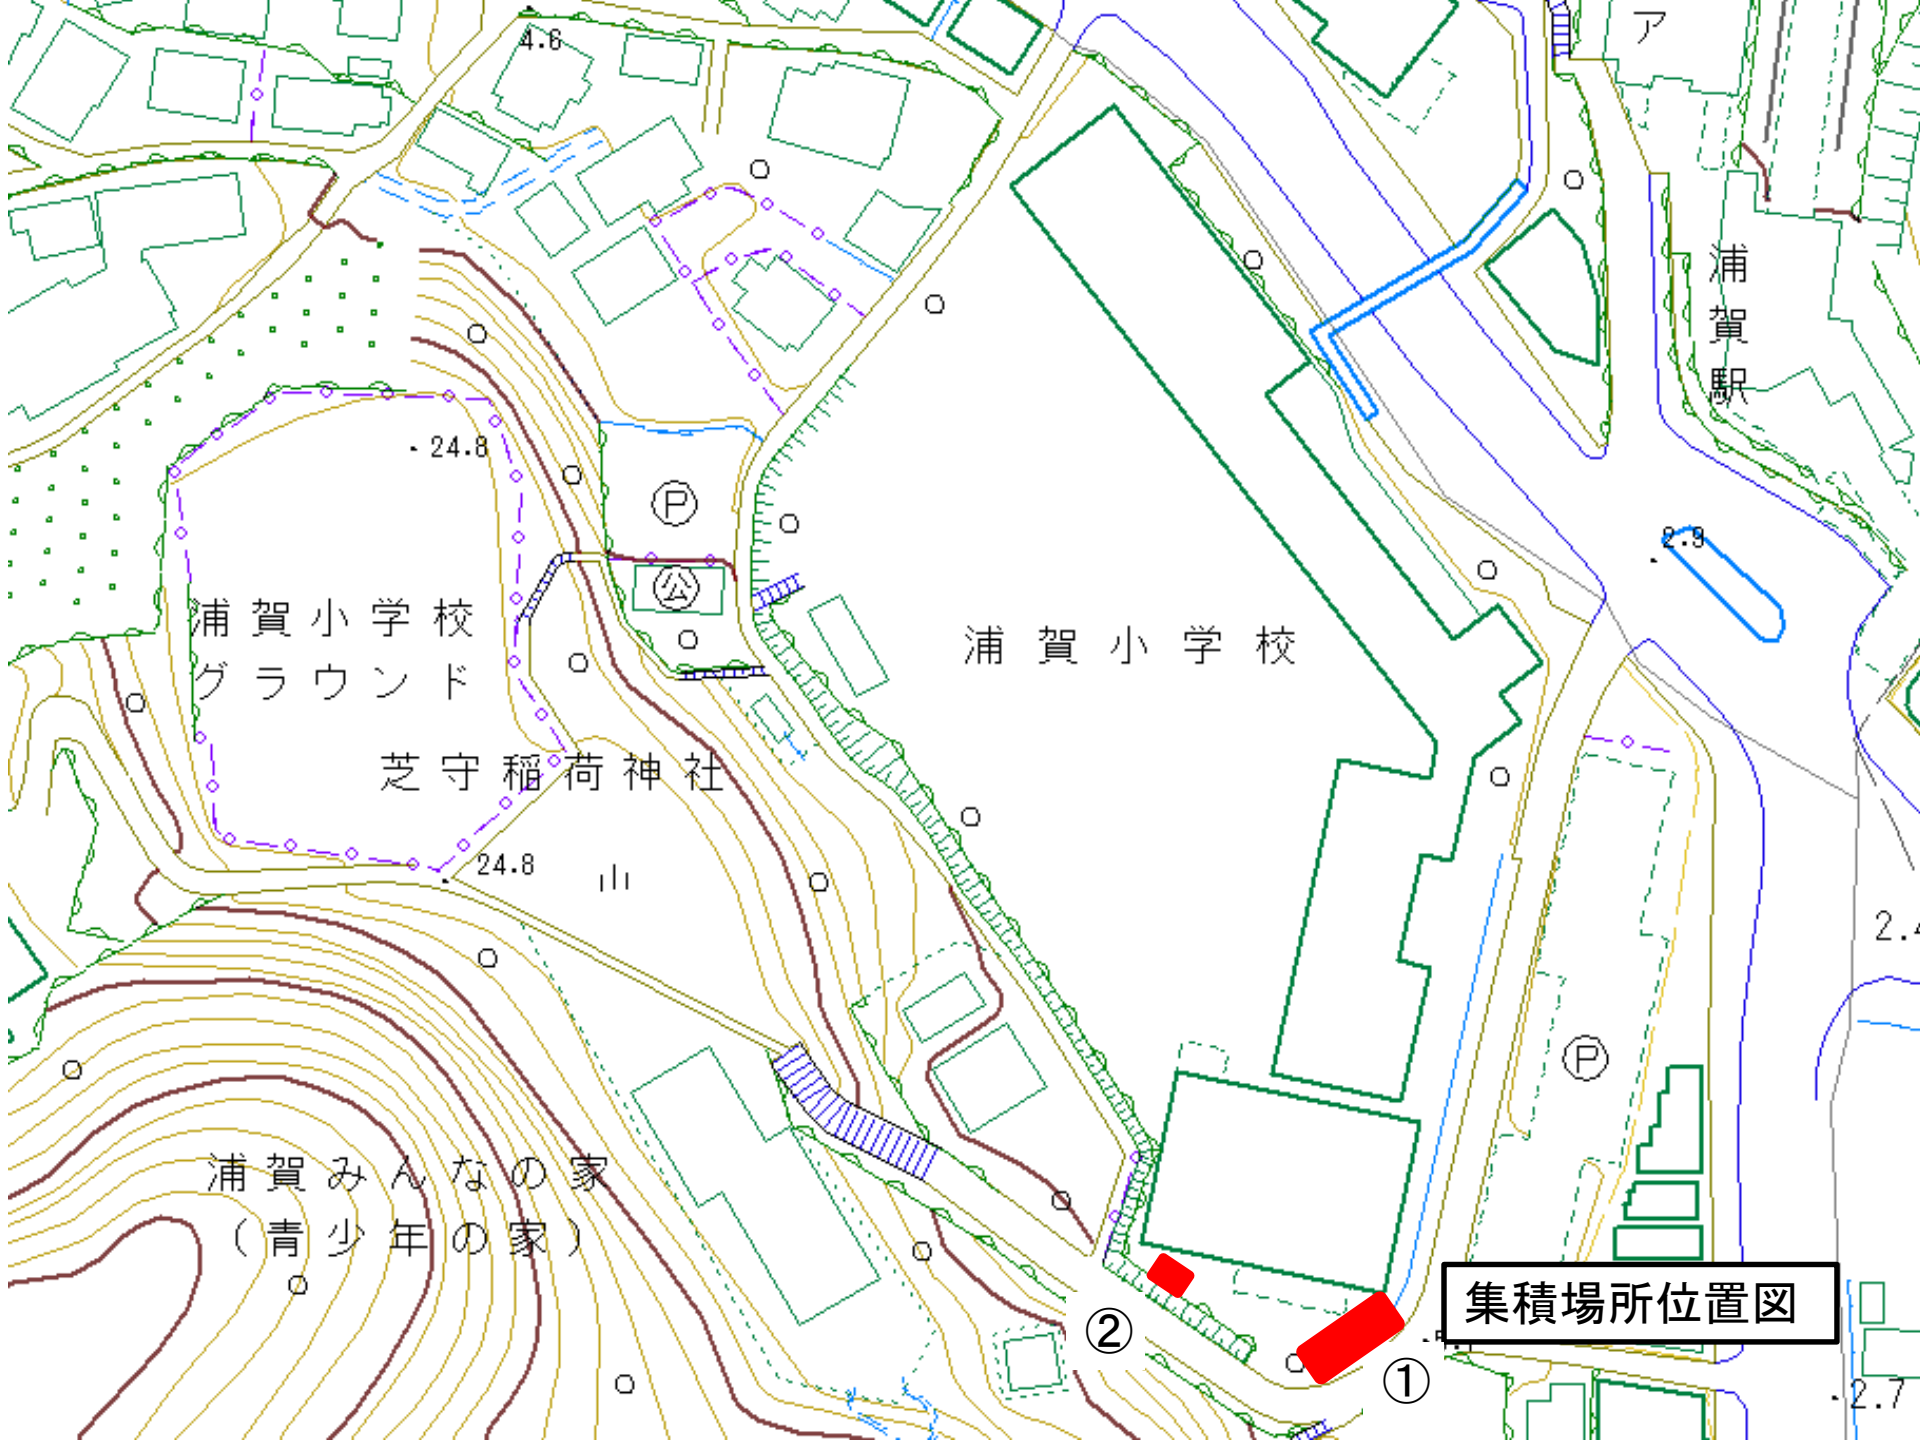 4.6
ア
浦賀駅
24.8
P
2.9
公
浦賀小学校
グラウンド
浦賀小学校
芝守稲荷神社
24.8
山
2.4
P
浦賀みんなの家
（青少年の家）
集積場所位置図
②
①
2.7